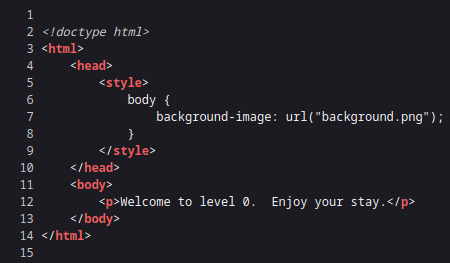 1
2 <!doctype html>
3 <html>
4     <head>
5         <style>
6             body {
7                 background-image: url("background.png");
8             }
9         </style>
10     </head>
11     <body>
12         <p>Welcome to level 0.  Enjoy your stay.</p>
13     </body>
14 </html>
15